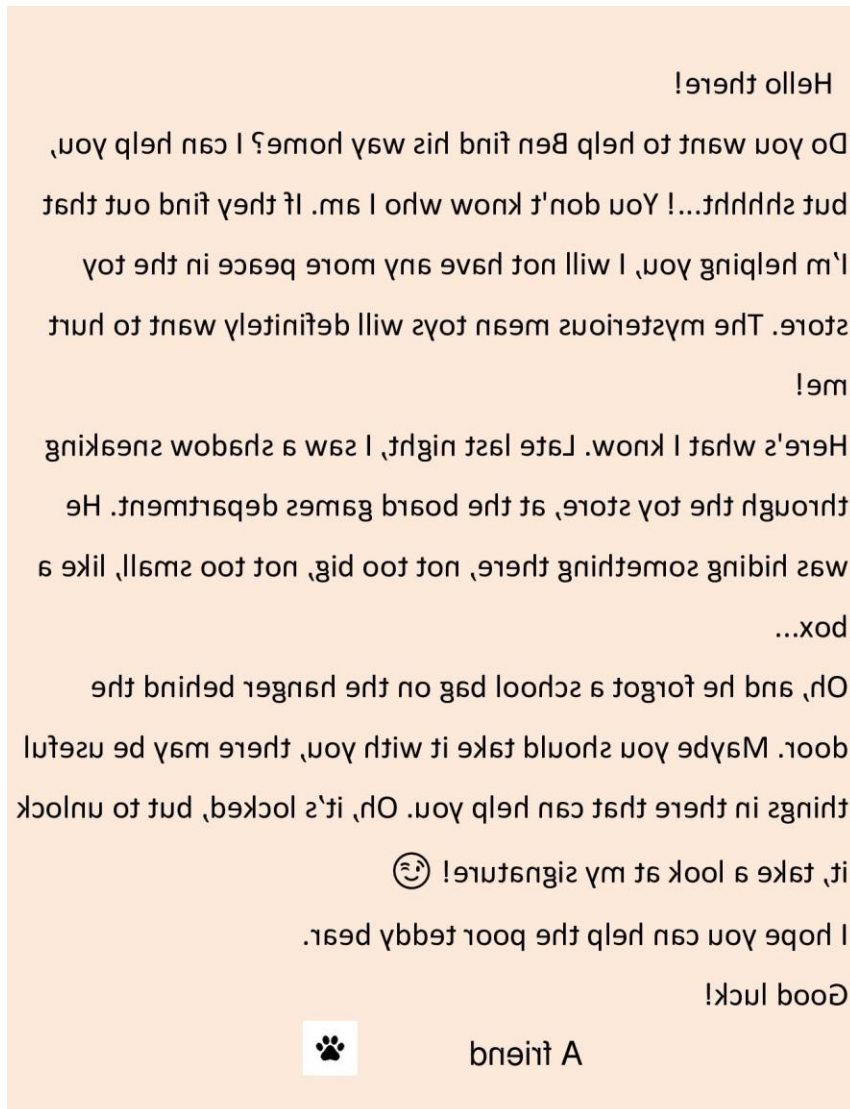 Hello there!
Do you want to help Ben find his way home? I can help you,
but shhhht...! You don't know who I am. If they find out that
I’m helping you, I will not have any more peace in the toy
store. The mysterious mean toys will definitely want to hurt
me!
Here's what I know. Late last night, I saw a shadow sneaking
through the toy store, at the board games department. He
was hiding something there, not too big, not too small, like a
box...
Oh, and he forgot a school bag on the hanger behind the
door. Maybe you should take it with you, there may be useful
things in there that can help you. Oh, it’s locked, but to unlock
it, take a look at my signature! 😉
I hope you can help the poor teddy bear.
Good luck!
A friend